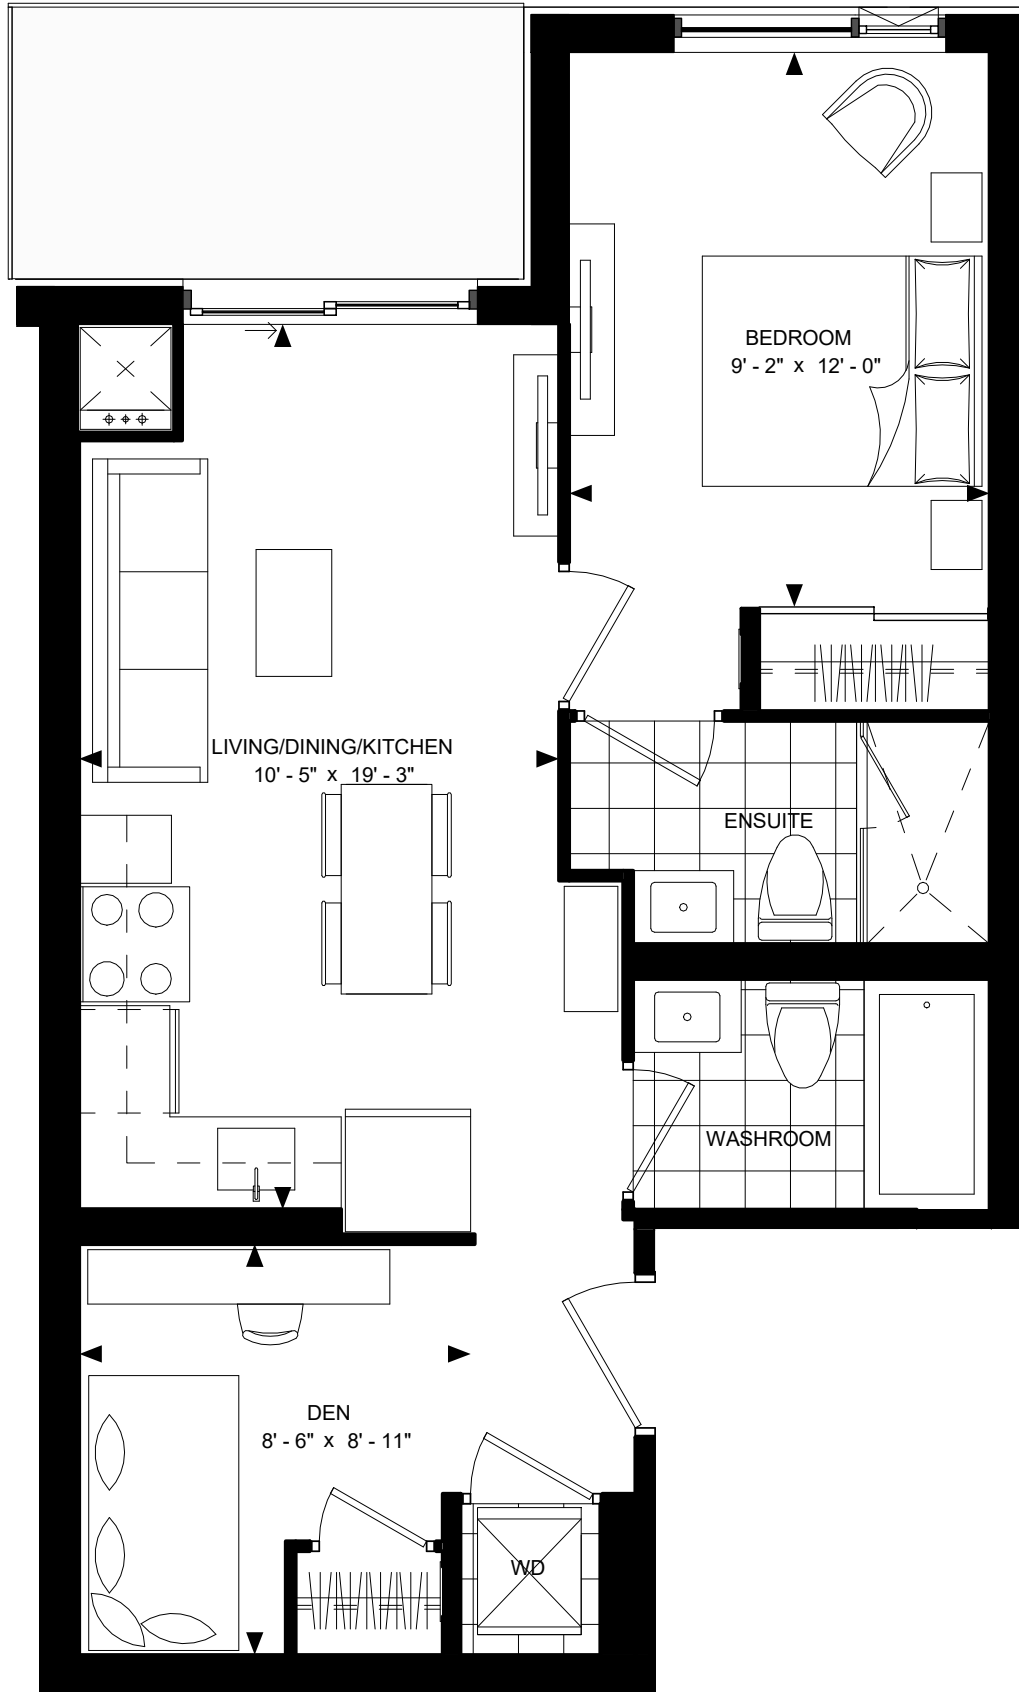 BEDROOM
9' - 2" x 12' - 0"
LIVING/DINING/KITCHEN
10' - 5" x 19' - 3"
ENSUITE
WASHROOM
DEN
8' - 6" x 8' - 11"
WD